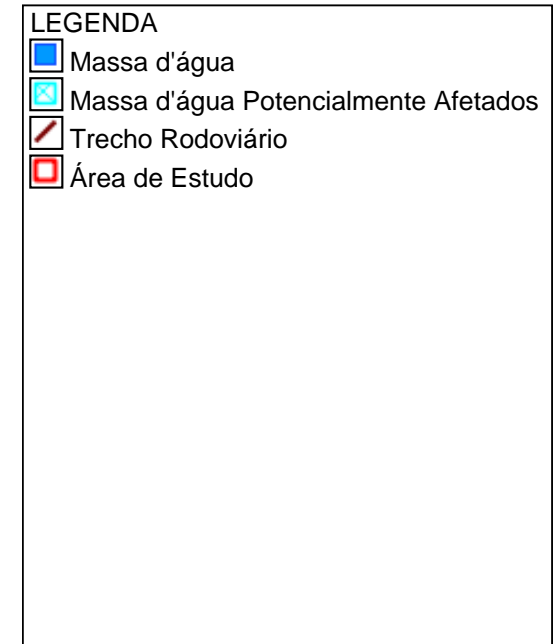 LEGENDA
Massa d'água
Massa d'água Potencialmente Afetados
Trecho Rodoviário
Área de Estudo